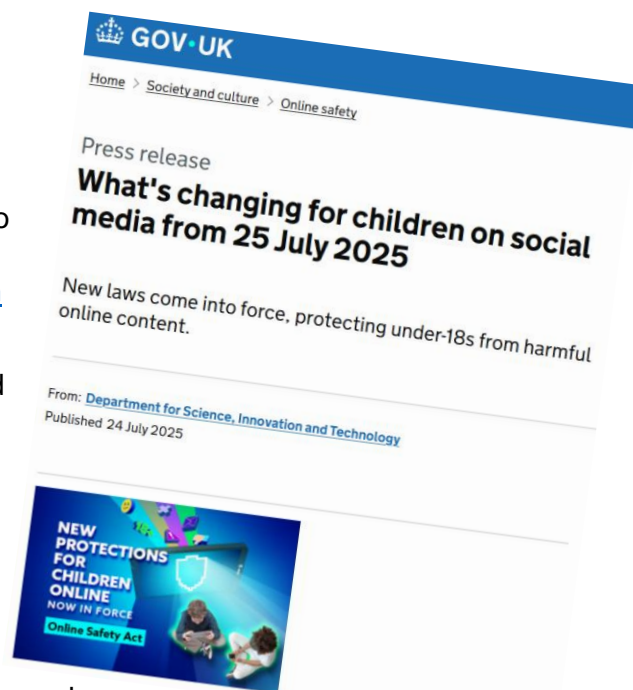 GOV·UK
Home > Society and culture > Online safety
Press release
What's changing for children on social
media from 25 July 2025
New laws come into force, protecting under-18s from harmful
online content.
From: Department for Science, Innovation and Technology
Published 24 July 2025
NEW
PROTECTIONS
FOR
CHILDREN
ONLINE
NOW IN FORCE
Online Safety Act